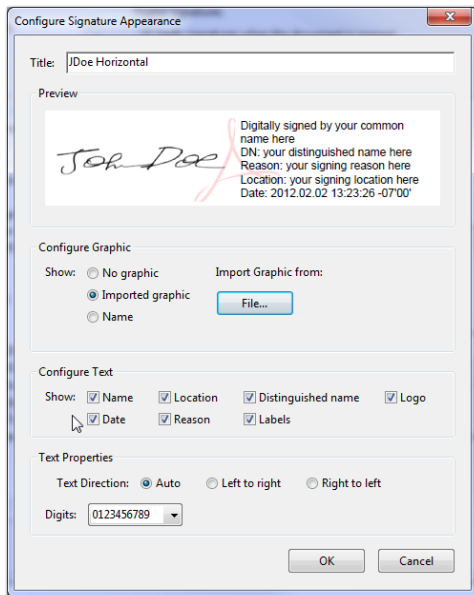 Configure Signature Appearance
Title: JDoe Horizontal
Preview
John Doe
Digitally signed by your common
name here
DN: your distinguished name here
Reason: your signing reason here
Location: your signing location here
Date: 2012.02.02 13:23:26 -07'00'
Configure Graphic
Show: No graphic Import Graphic from:
Imported graphic File...
Name
Configure Text
Show: Name Location Distinguished name Logo
Date Reason Labels
Text Properties
Text Direction: Auto Left to right Right to left
Digits: 0123456789
OK Cancel